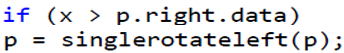 if (x > p.right.data)
p = singlerotateleft(p);